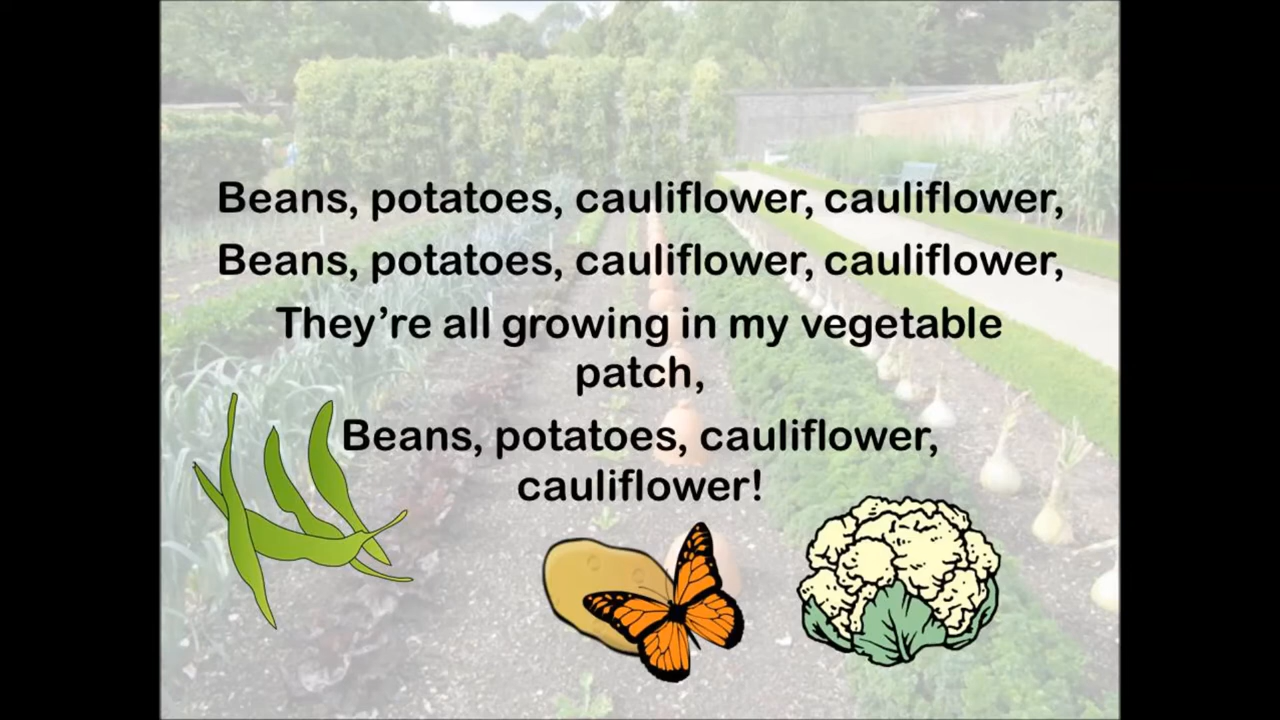 Beans, potatoes, cauliflower, cauliflower,
Beans, potatoes, cauliflower, cauliflower,
They’re all growing in my vegetable
patch,
Beans, potatoes, cauliflower,
cauliflower!